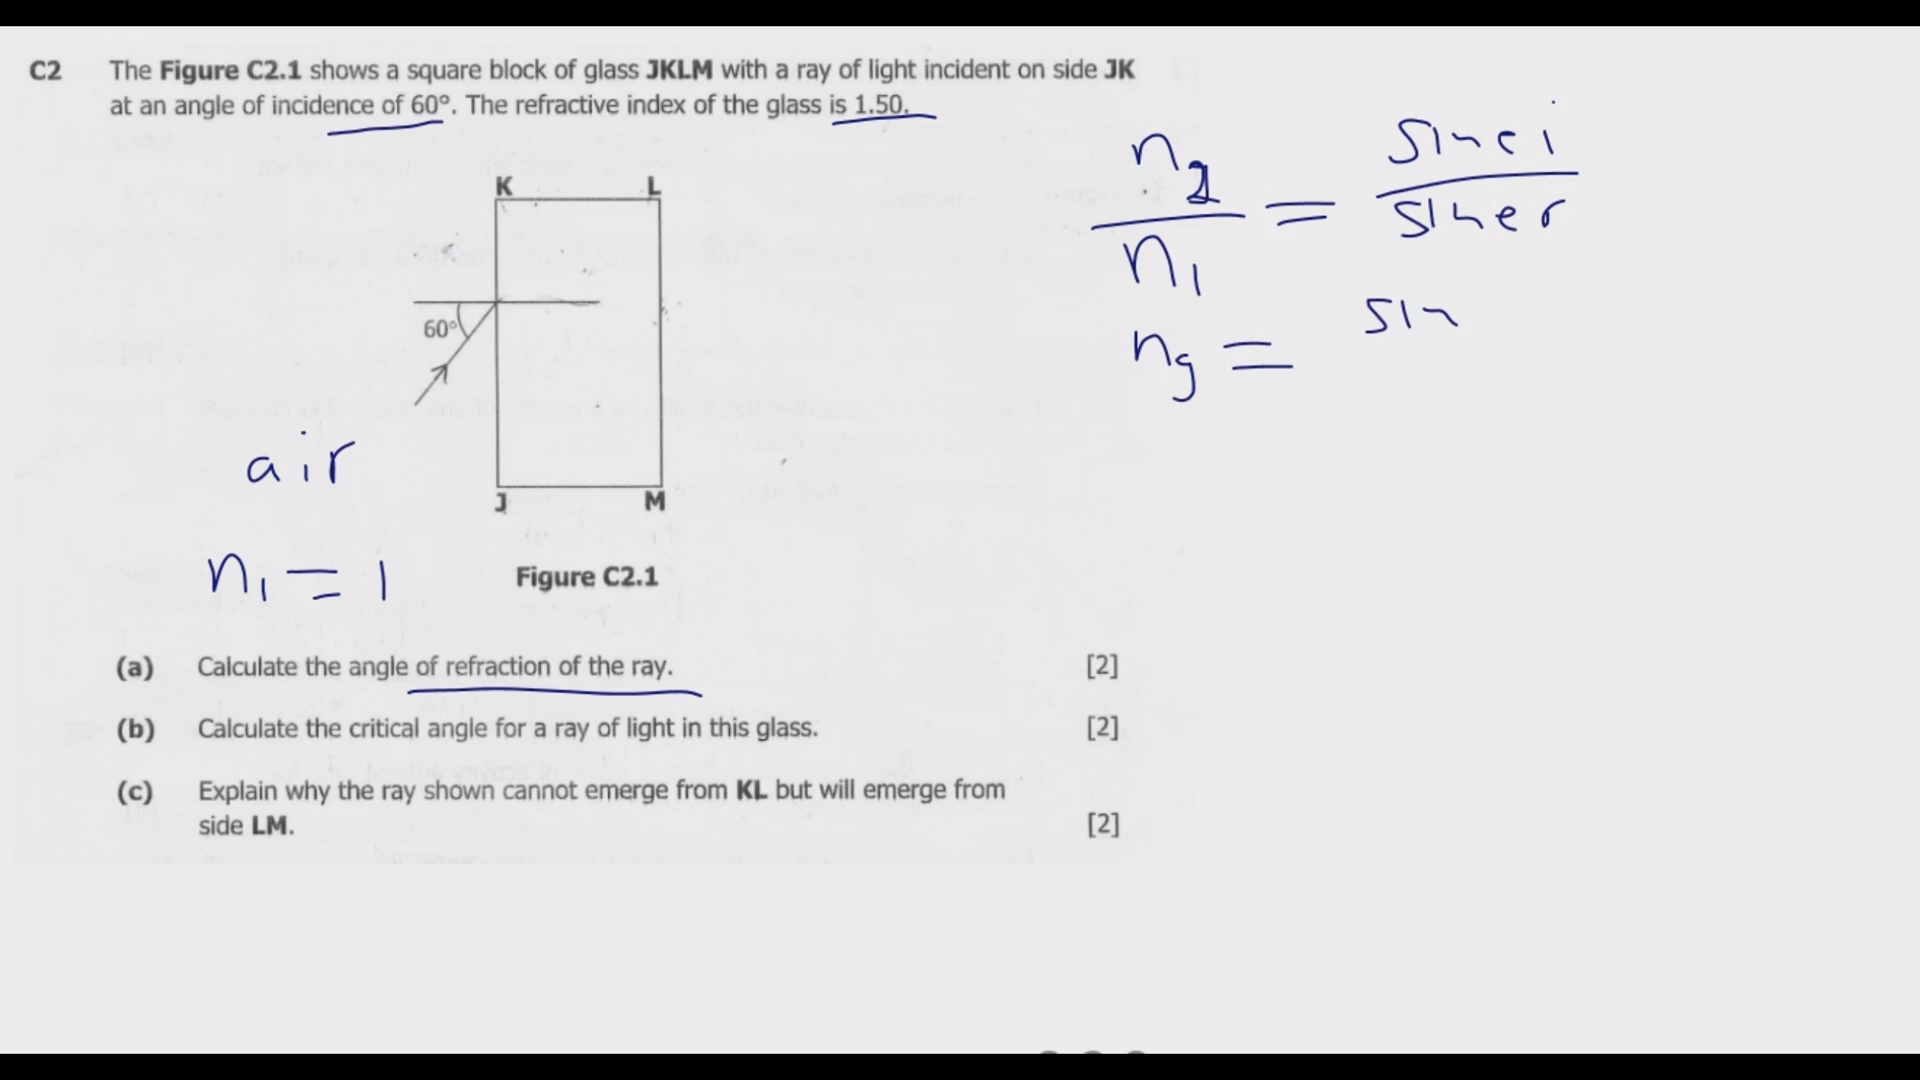 C2 The Figure C2.1 shows a square block of glass JKLM with a ray of light incident on side JK
at an angle of incidence of 60°. The refractive index of the glass is 1.50.
K L
60°
J M
Figure C2.1
air
n₁ = 1
n₂/n₁ = sine i/sine r
n_g = sin
(a) Calculate the angle of refraction of the ray. [2]
(b) Calculate the critical angle for a ray of light in this glass. [2]
(c) Explain why the ray shown cannot emerge from KL but will emerge from
side LM. [2]